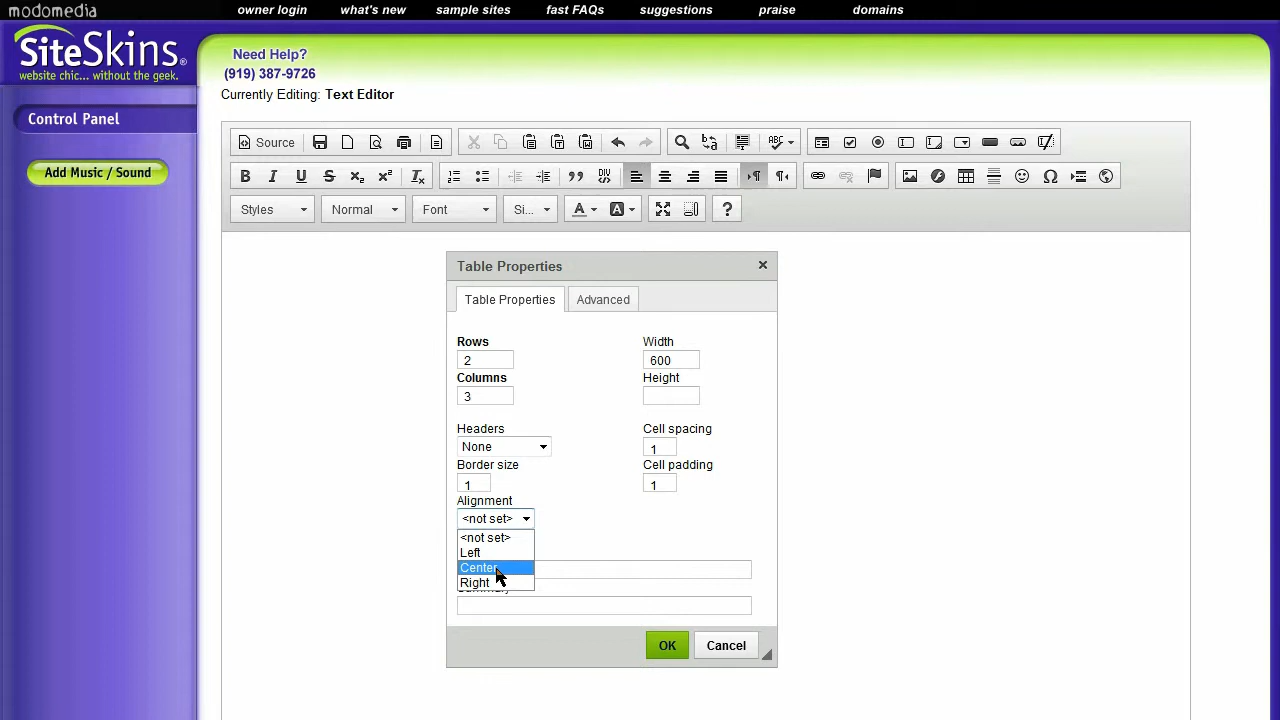 modomedia
owner login what's new sample sites fast FAQs suggestions praise domains
SiteSkins®
website chic... without the geek.
Need Help?
(919) 387-9726
Currently Editing: Text Editor
Control Panel
Add Music / Sound
Source
B I U S x₂ x² Tx
Styles Normal Font Si... A A ?
Table Properties
Table Properties Advanced
Rows Width
2 600
Columns Height
3
Headers Cell spacing
None 1
Border size Cell padding
1 1
Alignment
<not set>
<not set>
Left
Center
Right
OK Cancel